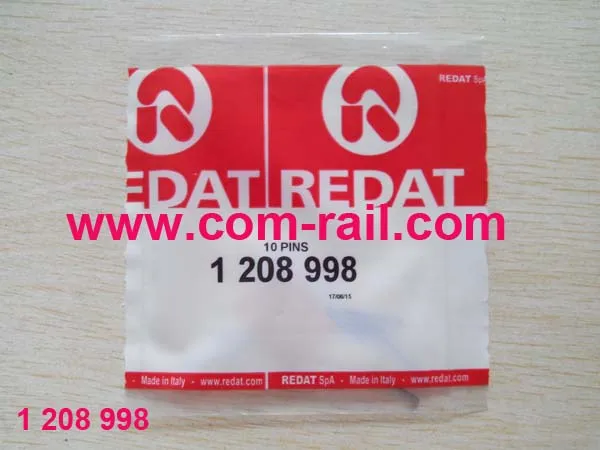 REDAT SpA
EDAT REDAT
www.com-rail.com
10 PINS
1 208 998
17/06/15
- Made in Italy - www.redat.com REDAT SpA - Made in Italy - www.redat.com
1 208 998